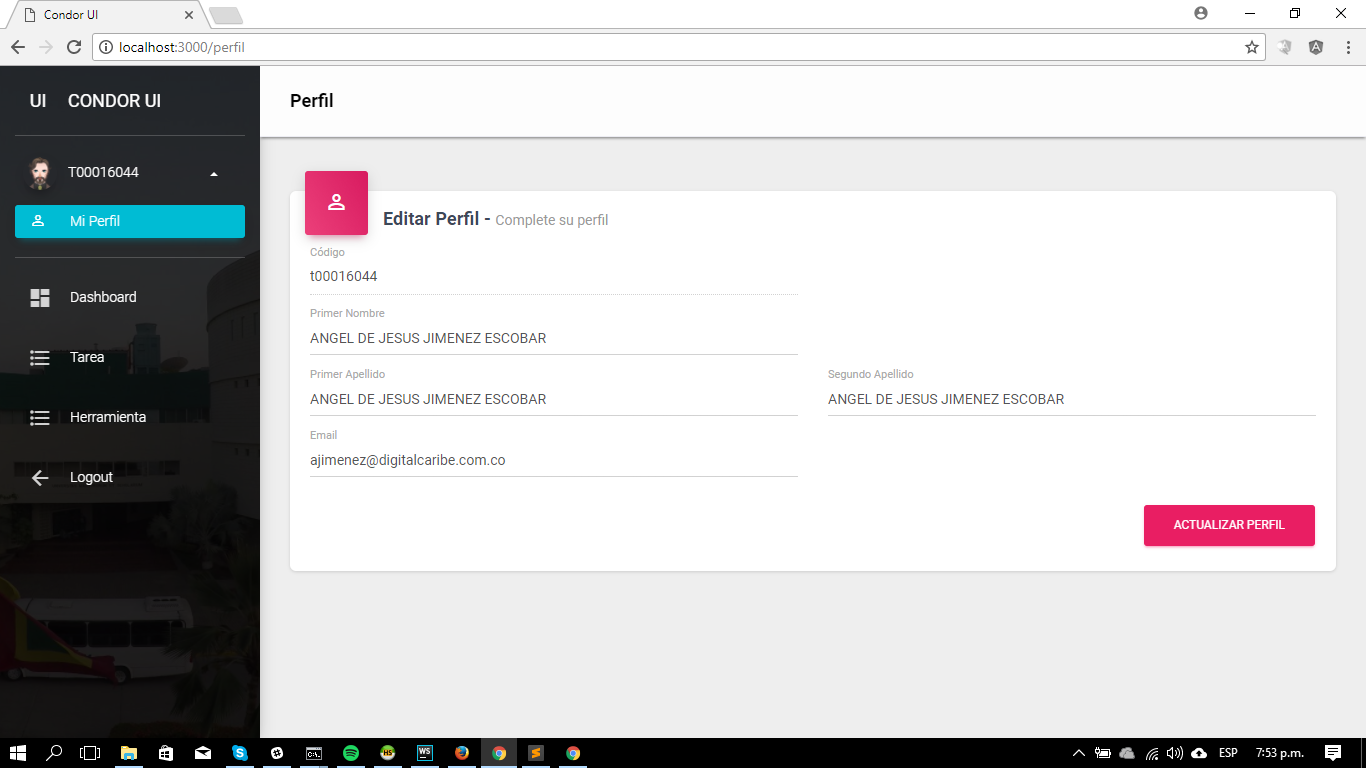 Condor UI
localhost:3000/perfil
UI CONDOR UI
T00016044
Mi Perfil
Dashboard
Tarea
Herramienta
Logout
Perfil
Editar Perfil - Complete su perfil
Código
t00016044
Primer Nombre
ANGEL DE JESUS JIMENEZ ESCOBAR
Primer Apellido
ANGEL DE JESUS JIMENEZ ESCOBAR
Segundo Apellido
ANGEL DE JESUS JIMENEZ ESCOBAR
Email
ajimenez@digitalcaribe.com.co
ACTUALIZAR PERFIL
ESP
7:53 p.m.